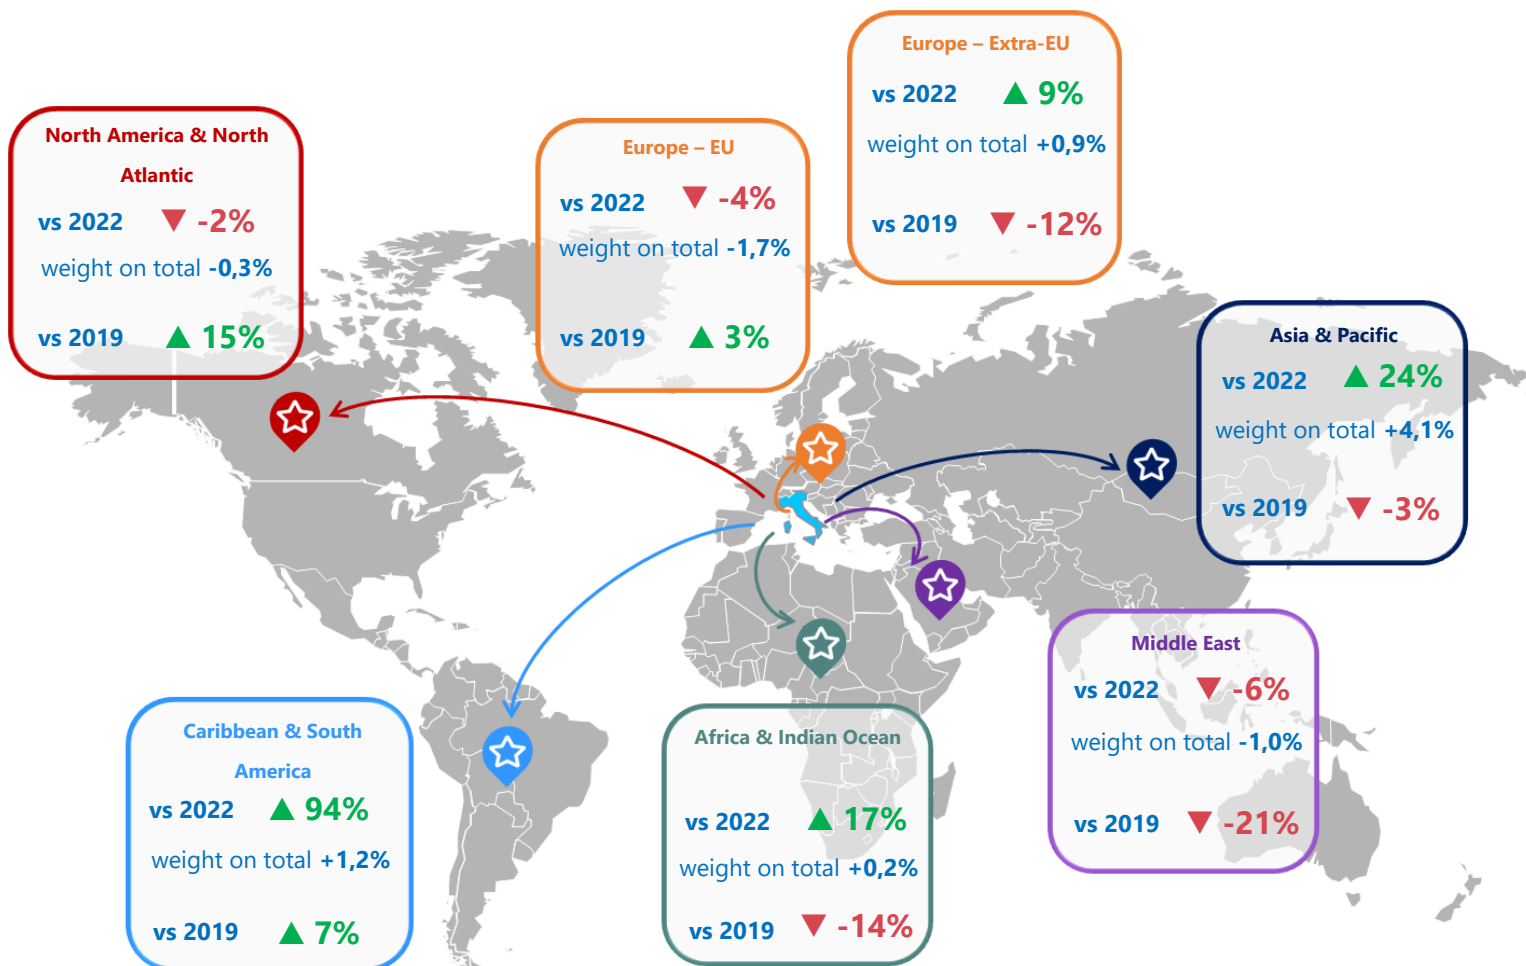 Europe – Extra-EU
vs 2022 ▲ 9%
weight on total +0,9%
vs 2019 ▼ -12%
North America & North
Atlantic
vs 2022 ▼ -2%
weight on total -0,3%
vs 2019 ▲ 15%
Europe – EU
vs 2022 ▼ -4%
weight on total -1,7%
vs 2019 ▲ 3%
Asia & Pacific
vs 2022 ▲ 24%
weight on total +4,1%
vs 2019 ▼ -3%
Middle East
vs 2022 ▼ -6%
weight on total -1,0%
vs 2019 ▼ -21%
Caribbean & South
America
vs 2022 ▲ 94%
weight on total +1,2%
vs 2019 ▲ 7%
Africa & Indian Ocean
vs 2022 ▲ 17%
weight on total +0,2%
vs 2019 ▼ -14%